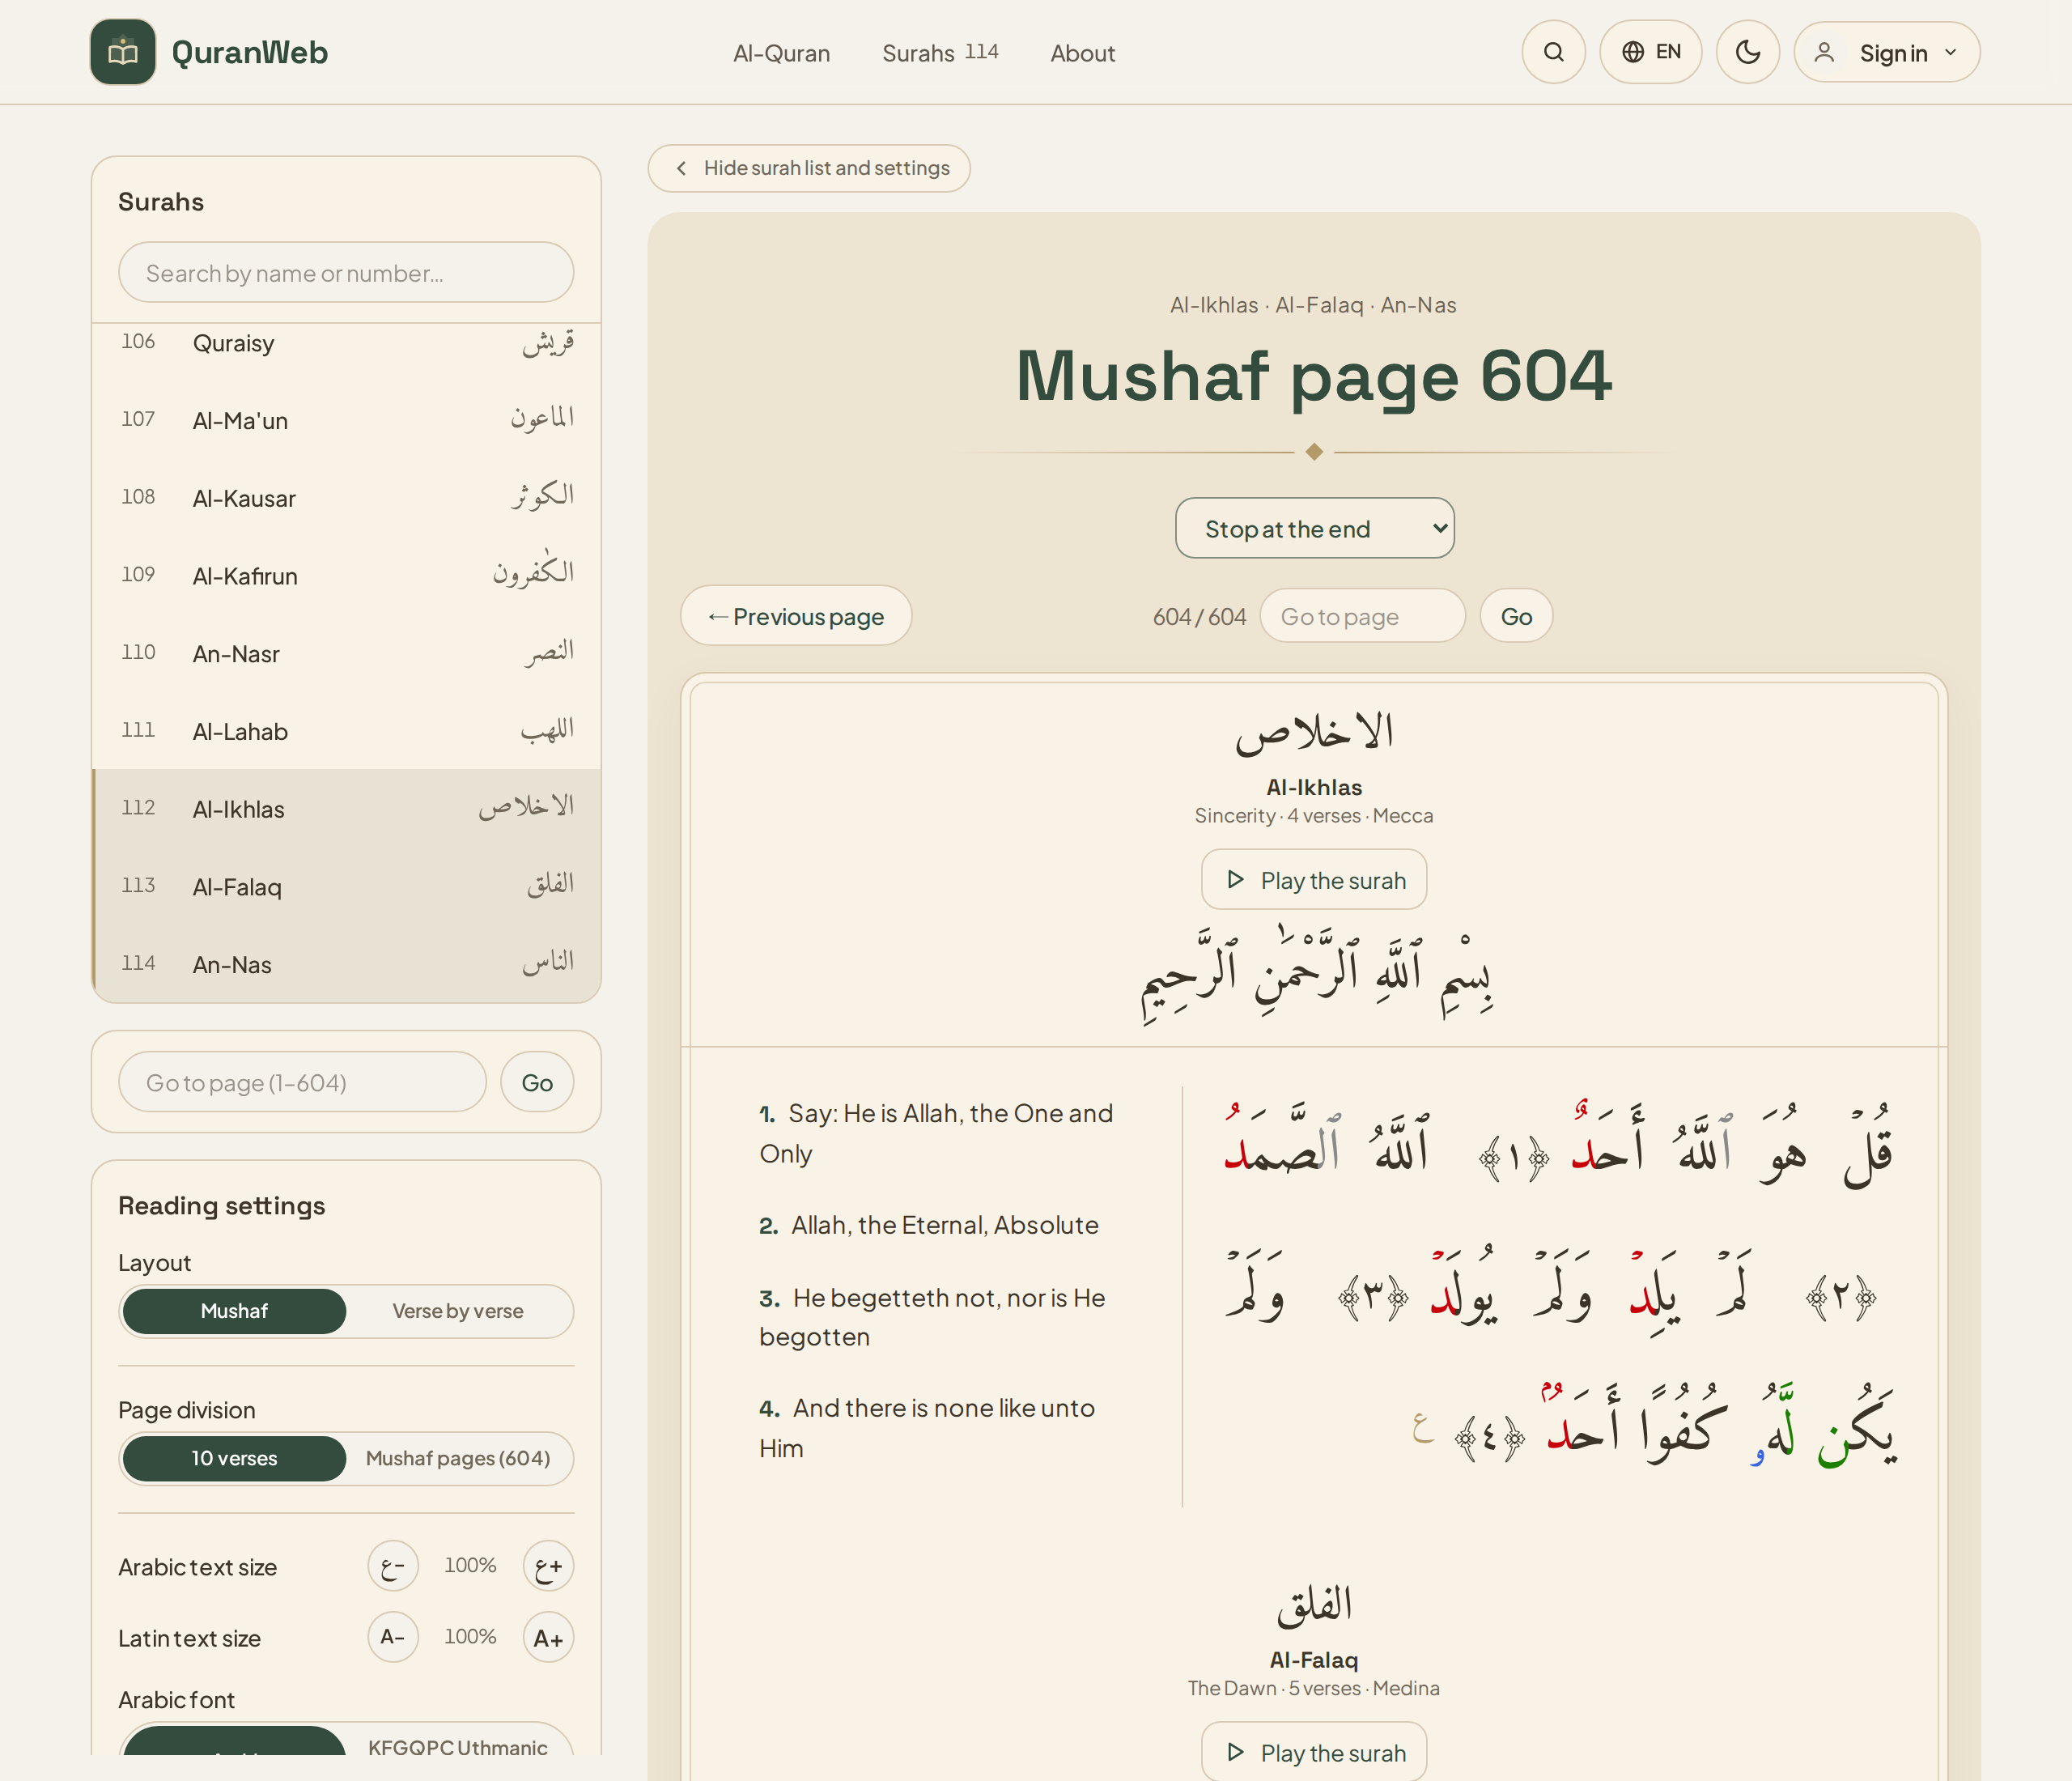 QuranWeb
Al-Quran
Surahs 114
About
EN
Sign in
Surahs
Search by name or number...
106 Quraisy قريش
107 Al-Ma'un الماعون
108 Al-Kausar الكوثر
109 Al-Kafirun الكٰفرون
110 An-Nasr النصر
111 Al-Lahab اللهب
112 Al-Ikhlas الاخلاص
113 Al-Falaq الفلق
114 An-Nas الناس
Go to page (1-604) Go
Reading settings
Layout
Mushaf Verse by verse
Page division
10 verses Mushaf pages (604)
Arabic text size ع- 100% ع+
Latin text size A- 100% A+
Arabic font
KFGQPC Uthmanic
Hide surah list and settings
Al-Ikhlas · Al-Falaq · An-Nas
Mushaf page 604
Stop at the end
← Previous page 604 / 604 Go to page Go
الاخلاص
Al-Ikhlas
Sincerity · 4 verses · Mecca
Play the surah
بِسْمِ ٱللَّهِ ٱلرَّحْمَٰنِ ٱلرَّحِيمِ
1. Say: He is Allah, the One and
Only
2. Allah, the Eternal, Absolute
3. He begetteth not, nor is He
begotten
4. And there is none like unto
Him
قُلۡ هُوَ ٱللَّهُ أَحَدٌ ﴿١﴾ ٱللَّهُ ٱلصَّمَدُ
﴿٢﴾ لَمۡ يَلِدۡ وَلَمۡ يُولَدۡ ﴿٣﴾ وَلَمۡ
يَكُن لَّهُۥ كُفُوًا أَحَدُۢ ﴿٤﴾ ع
الفلق
Al-Falaq
The Dawn · 5 verses · Medina
Play the surah